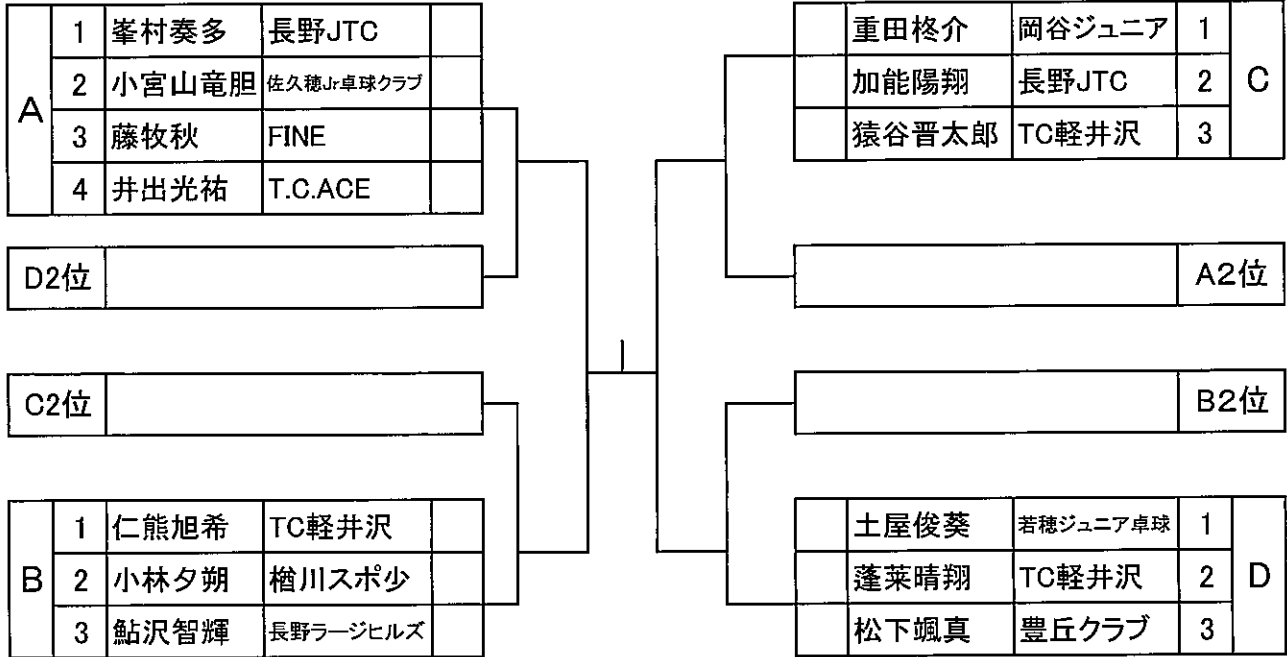 A
1 峯村奏多 長野JTC
2 小宮山竜胆 佐久穂Jr卓球クラブ
3 藤牧秋 FINE
4 井出光祐 T.C.ACE
D2位
C2位
B
1 仁熊旭希 TC軽井沢
2 小林夕朔 楢川スポ少
3 鮎沢智輝 長野ラージヒルズ
重田柊介 岡谷ジュニア 1
加能陽翔 長野JTC 2
猿谷晋太郎 TC軽井沢 3
C
A2位
B2位
土屋俊葵 若穂ジュニア卓球 1
蓬莱晴翔 TC軽井沢 2
松下颯真 豊丘クラブ 3
D